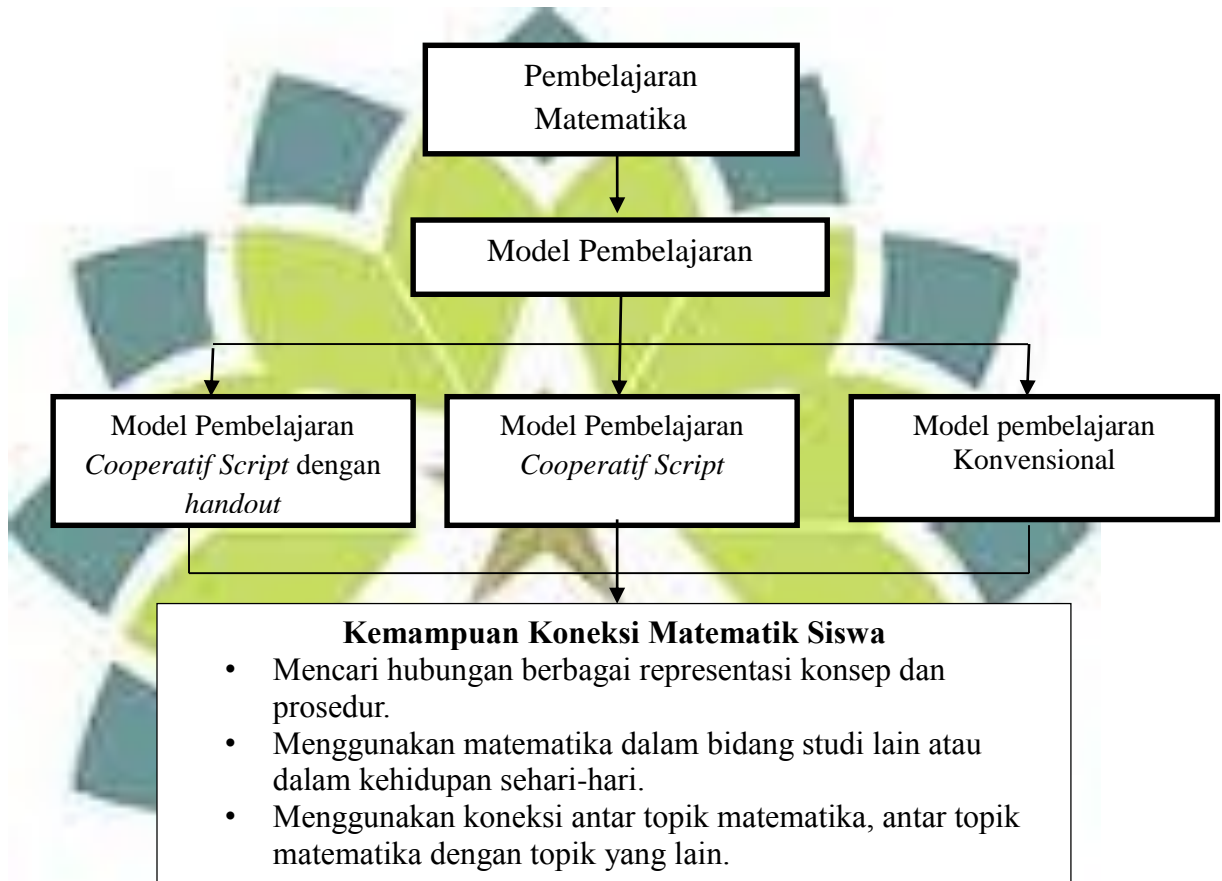 Pembelajaran
Matematika
Model Pembelajaran
Model Pembelajaran
Cooperatif Script dengan
handout
Model Pembelajaran
Cooperatif Script
Model pembelajaran
Konvensional
Kemampuan Koneksi Matematik Siswa
• Mencari hubungan berbagai representasi konsep dan
prosedur.
• Menggunakan matematika dalam bidang studi lain atau
dalam kehidupan sehari-hari.
• Menggunakan koneksi antar topik matematika, antar topik
matematika dengan topik yang lain.